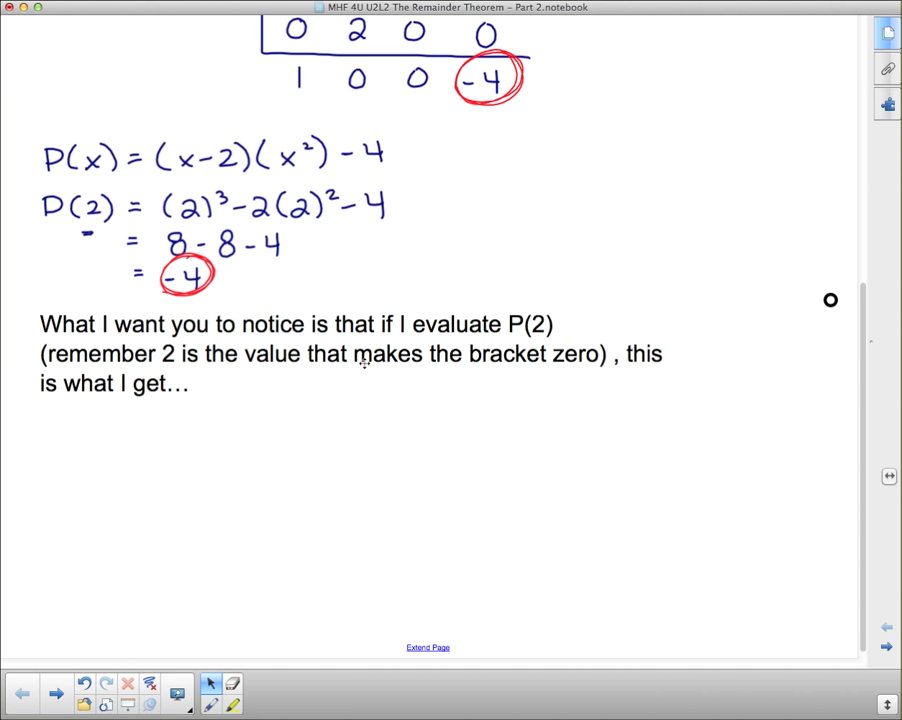 MHF 4U U2L2 The Remainder Theorem - Part 2.notebook
0 2 0 0
1 0 0 -4
P(x) = (x-2)(x²) - 4
P(2) = (2)³ - 2(2)² - 4
= 8 - 8 - 4
= -4
What I want you to notice is that if I evaluate P(2)
(remember 2 is the value that makes the bracket zero) , this
is what I get…
Extend Page